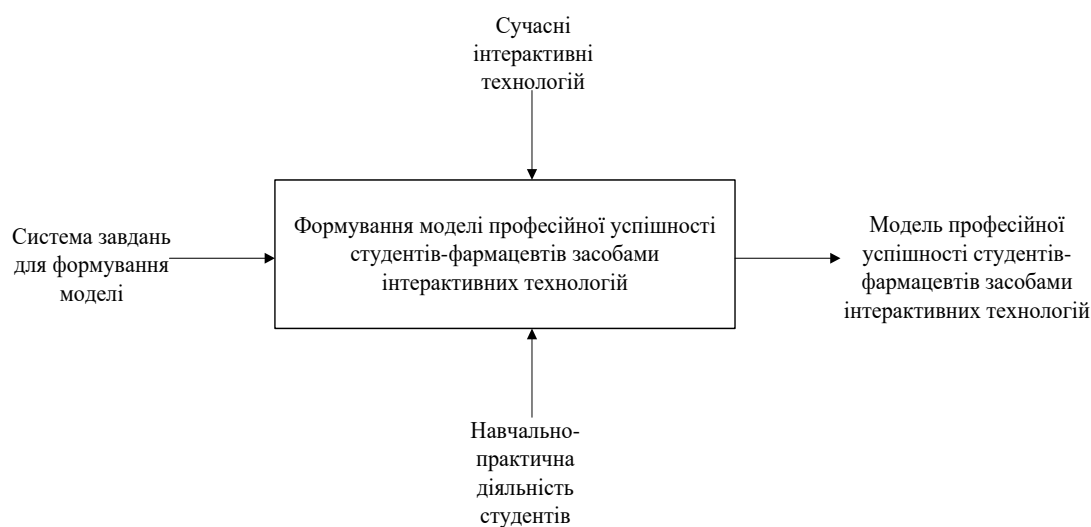 Сучасні
інтерактивні
технологій
Система завдань
для формування
моделі
Формування моделі професійної успішності
студентів-фармацевтів засобами
інтерактивних технологій
Модель професійної
успішності студентів-
фармацевтів засобами
інтерактивних технологій
Навчально-
практична
діяльність
студентів